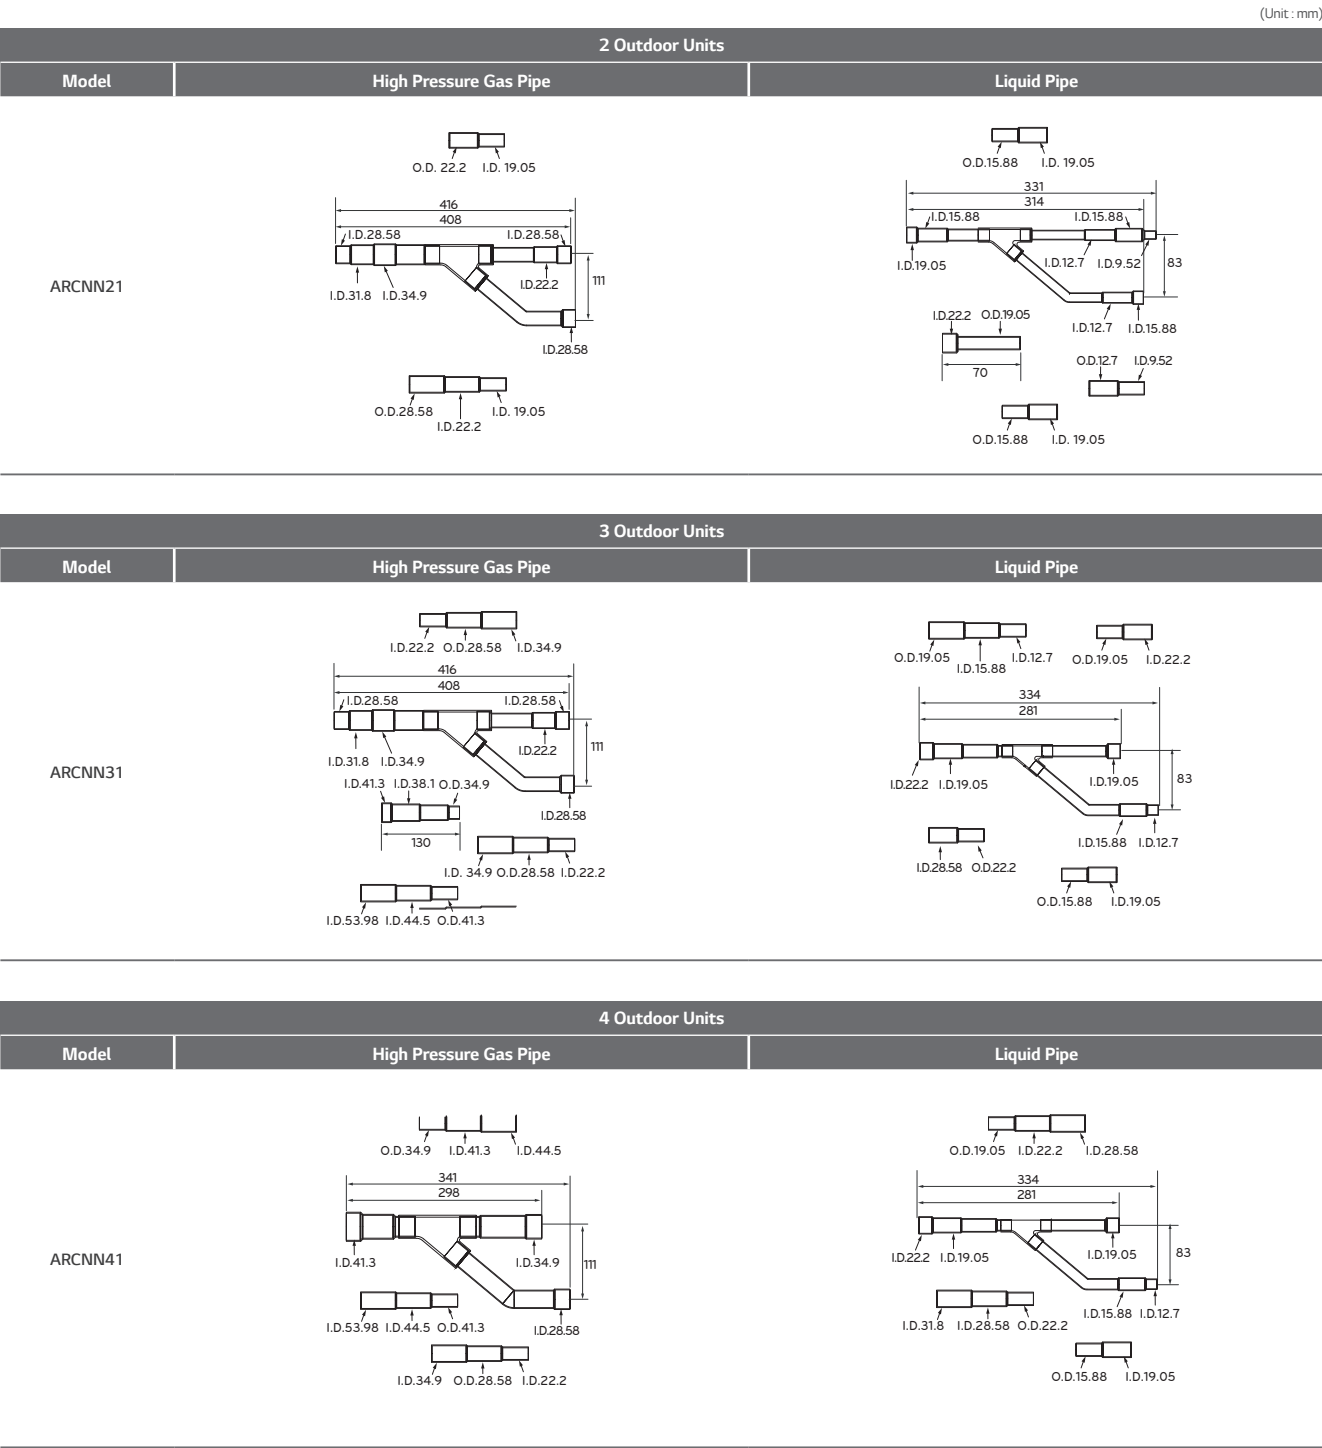 (Unit : mm)
2 Outdoor Units
Model High Pressure Gas Pipe Liquid Pipe
ARCNN21
O.D. 22.2 I.D. 19.05
416
408
I.D.28.58 I.D.28.58
I.D.31.8 I.D.34.9 I.D.22.2
111
I.D.28.58
O.D.28.58 I.D. 19.05
I.D.22.2
O.D.15.88 I.D. 19.05
331
314
I.D.15.88 I.D.15.88
I.D.19.05 I.D.12.7 I.D.9.52 83
I.D.22.2 O.D.19.05
I.D.12.7 I.D.15.88
70
O.D.12.7 I.D.9.52
O.D.15.88 I.D. 19.05
3 Outdoor Units
Model High Pressure Gas Pipe Liquid Pipe
ARCNN31
I.D.22.2 O.D.28.58 I.D.34.9
416
408
I.D.28.58 I.D.28.58
I.D.22.2 111
I.D.31.8 I.D.34.9
I.D.41.3 I.D.38.1 O.D.34.9
I.D.28.58
130
I.D. 34.9 O.D.28.58 I.D.22.2
I.D.53.98 I.D.44.5 O.D.41.3
O.D.19.05 I.D.15.88 I.D.12.7
O.D.19.05 I.D.22.2
334
281
I.D.22.2 I.D.19.05 I.D.19.05 83
I.D.15.88 I.D.12.7
I.D.28.58 O.D.22.2
O.D.15.88 I.D.19.05
4 Outdoor Units
Model High Pressure Gas Pipe Liquid Pipe
ARCNN41
O.D.34.9 I.D.41.3 I.D.44.5
341
298
I.D.41.3 I.D.34.9 111
I.D.53.98 I.D.44.5 O.D.41.3 I.D.28.58
I.D.34.9 O.D.28.58 I.D.22.2
O.D.19.05 I.D.22.2 I.D.28.58
334
281
I.D.22.2 I.D.19.05 I.D.19.05 83
I.D.15.88 I.D.12.7
I.D.31.8 I.D.28.58 O.D.22.2
O.D.15.88 I.D.19.05